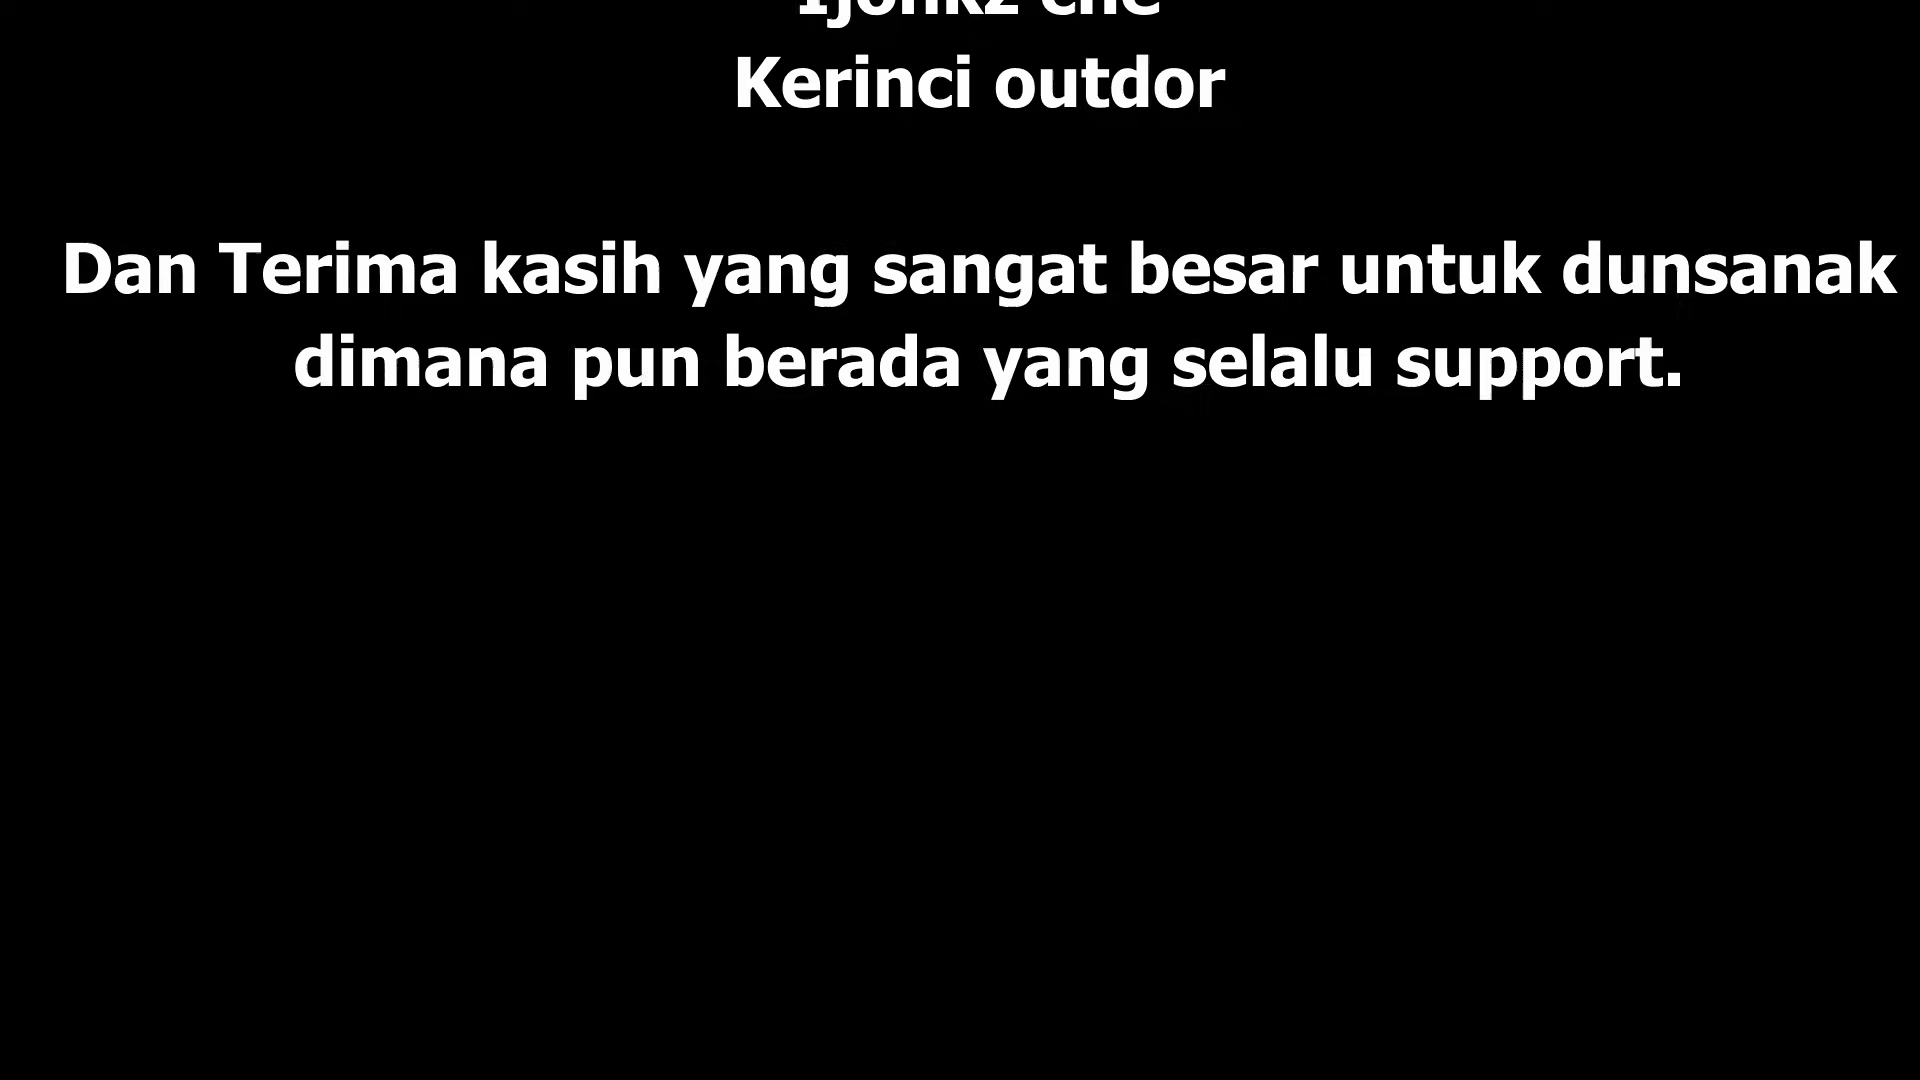 Kerinci outdor
Dan Terima kasih yang sangat besar untuk dunsanak
dimana pun berada yang selalu support.